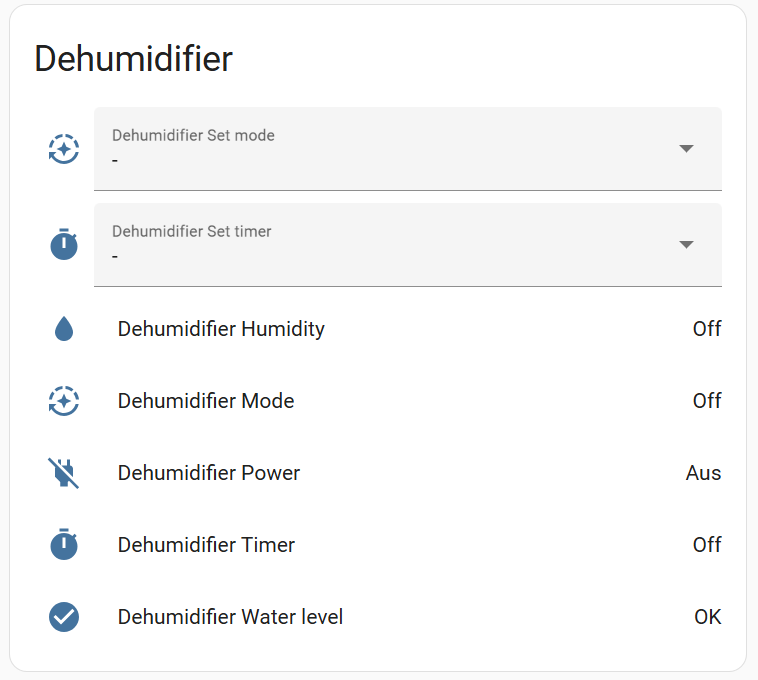 Dehumidifier
Dehumidifier Set mode
-
Dehumidifier Set timer
-
Dehumidifier Humidity Off
Dehumidifier Mode Off
Dehumidifier Power Aus
Dehumidifier Timer Off
Dehumidifier Water level OK